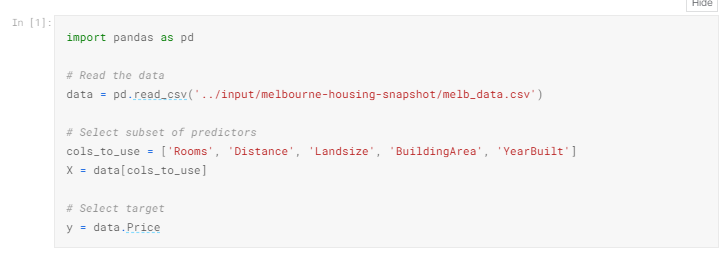 Hide
In [1]:
import pandas as pd
# Read the data
data = pd.read_csv('../input/melbourne-housing-snapshot/melb_data.csv')
# Select subset of predictors
cols_to_use = ['Rooms', 'Distance', 'Landsize', 'BuildingArea', 'YearBuilt']
X = data[cols_to_use]
# Select target
y = data.Price